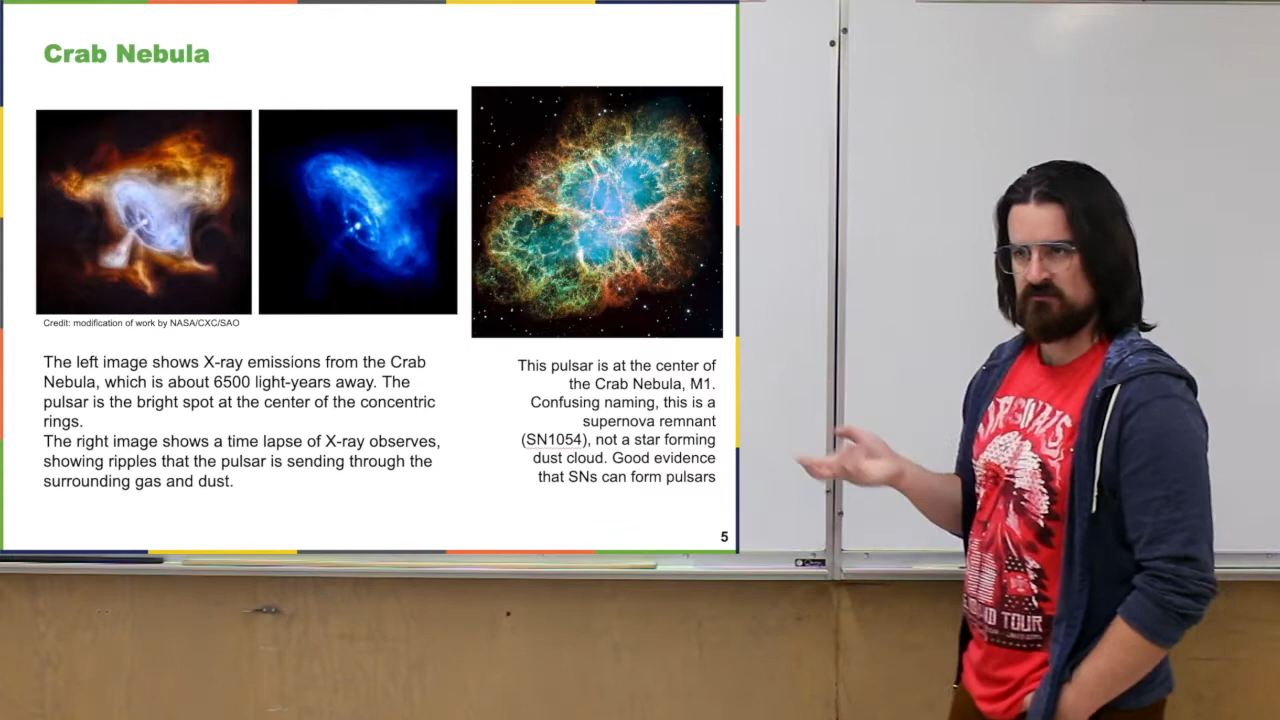 Crab Nebula
Credit: modification of work by NASA/CXC/SAO
The left image shows X-ray emissions from the Crab
Nebula, which is about 6500 light-years away. The
pulsar is the bright spot at the center of the concentric
rings.
The right image shows a time lapse of X-ray observes,
showing ripples that the pulsar is sending through the
surrounding gas and dust.
This pulsar is at the center of
the Crab Nebula, M1.
Confusing naming, this is a
supernova remnant
(SN1054), not a star forming
dust cloud. Good evidence
that SNs can form pulsars
5
TOUR